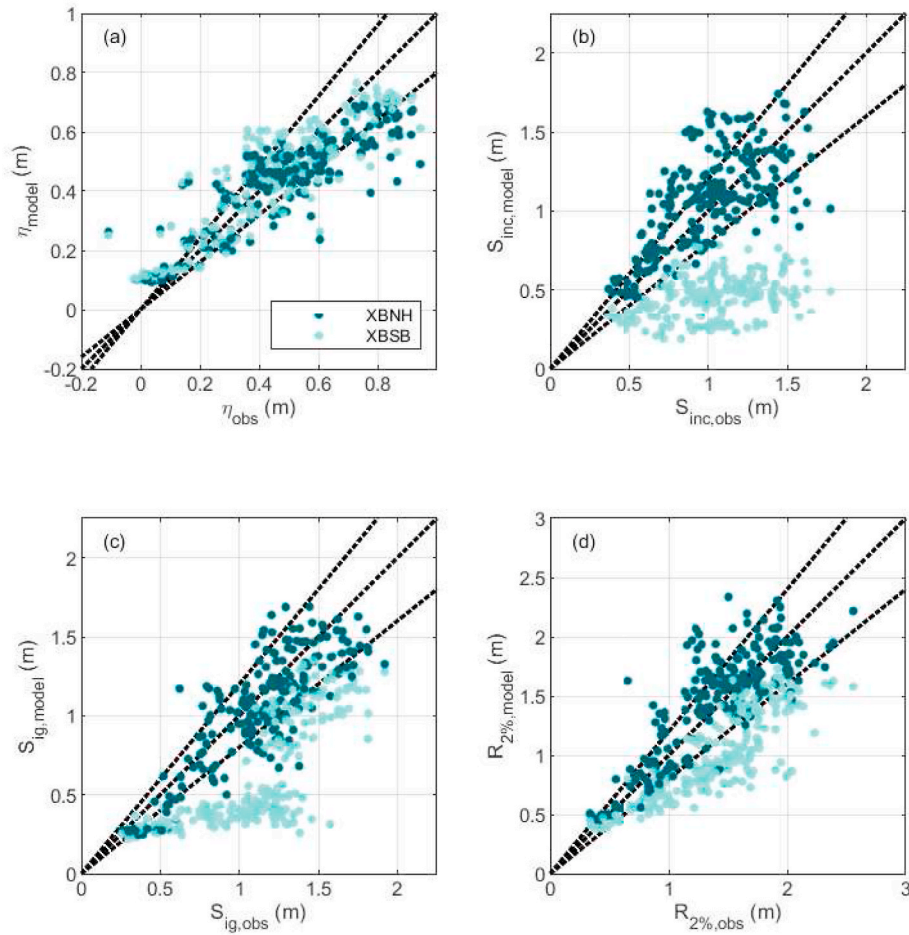 1
(a)
0.8
0.6
η_model (m)
0.4
0.2
0
-0.2
XBNH
XBSB
-0.2 0 0.2 0.4 0.6 0.8
η_obs (m)
(b)
2
1.5
S_inc,model (m)
1
0.5
0
0 0.5 1 1.5 2
S_inc,obs (m)
(c)
2
1.5
S_ig,model (m)
1
0.5
0
0 0.5 1 1.5 2
S_ig,obs (m)
3
(d)
2.5
2
R_2%,model (m)
1.5
1
0.5
0
0 1 2 3
R_2%,obs (m)